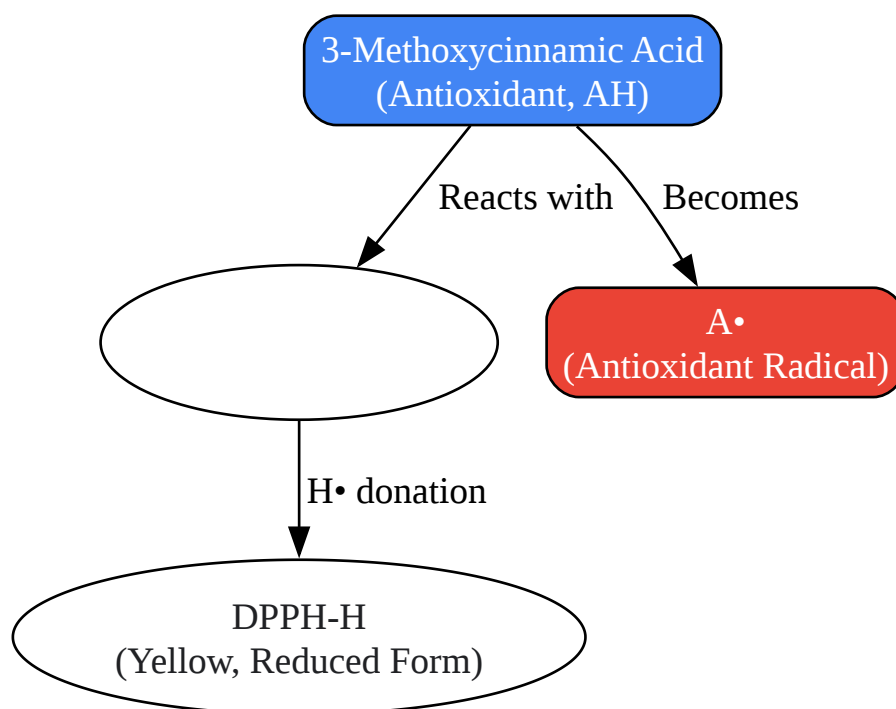 3-Methoxycinnamic Acid
(Antioxidant, AH)
Reacts with
Becomes
A•
(Antioxidant Radical)
H• donation
DPPH-H
(Yellow, Reduced Form)